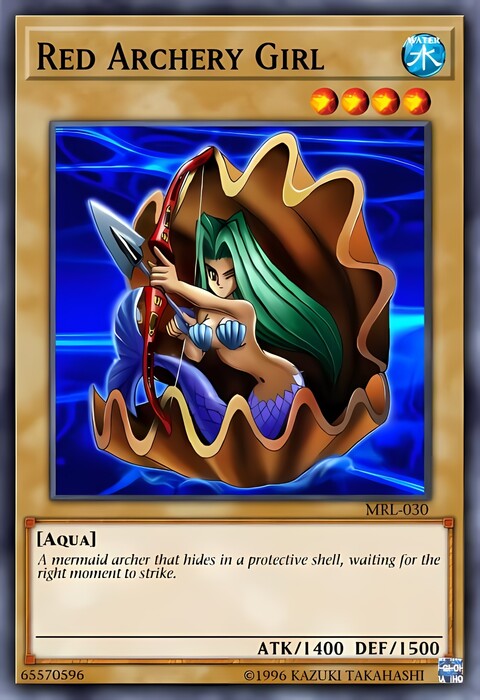 Red Archery Girl
WATER
水
MRL-030
[Aqua]
A mermaid archer that hides in a protective shell, waiting for the
right moment to strike.
ATK/1400 DEF/1500
65570596
©1996 KAZUKI TAKAHASHI